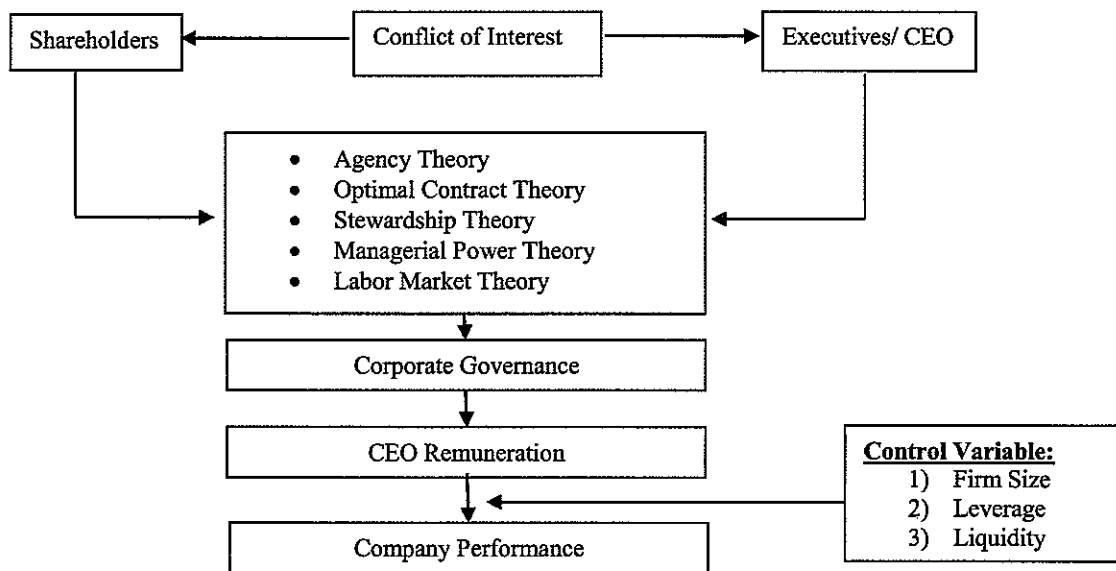 Shareholders
Conflict of Interest
Executives/ CEO
• Agency Theory
• Optimal Contract Theory
• Stewardship Theory
• Managerial Power Theory
• Labor Market Theory
Corporate Governance
CEO Remuneration
Company Performance
Control Variable:
1) Firm Size
2) Leverage
3) Liquidity